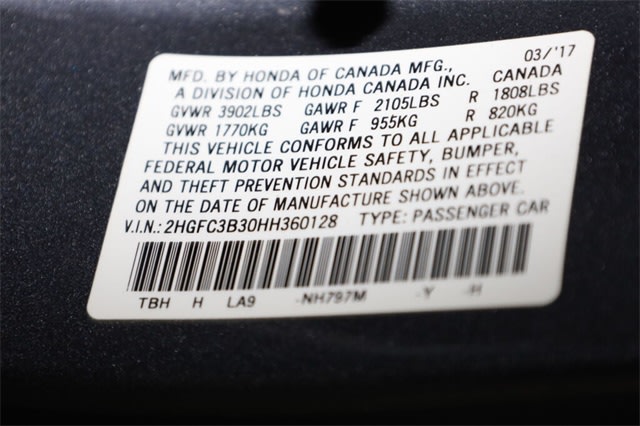 03/'17
MFD. BY HONDA OF CANADA MFG., CANADA
A DIVISION OF HONDA CANADA INC.
GVWR 3902LBS GAWR F 2105LBS R 1808LBS
GVWR 1770KG GAWR F 955KG R 820KG
THIS VEHICLE CONFORMS TO ALL APPLICABLE
FEDERAL MOTOR VEHICLE SAFETY, BUMPER,
AND THEFT PREVENTION STANDARDS IN EFFECT
ON THE DATE OF MANUFACTURE SHOWN ABOVE.
V.I.N.: 2HGFC3B30HH360128 TYPE: PASSENGER CAR
TBH H LA9 -NH797M -Y -H